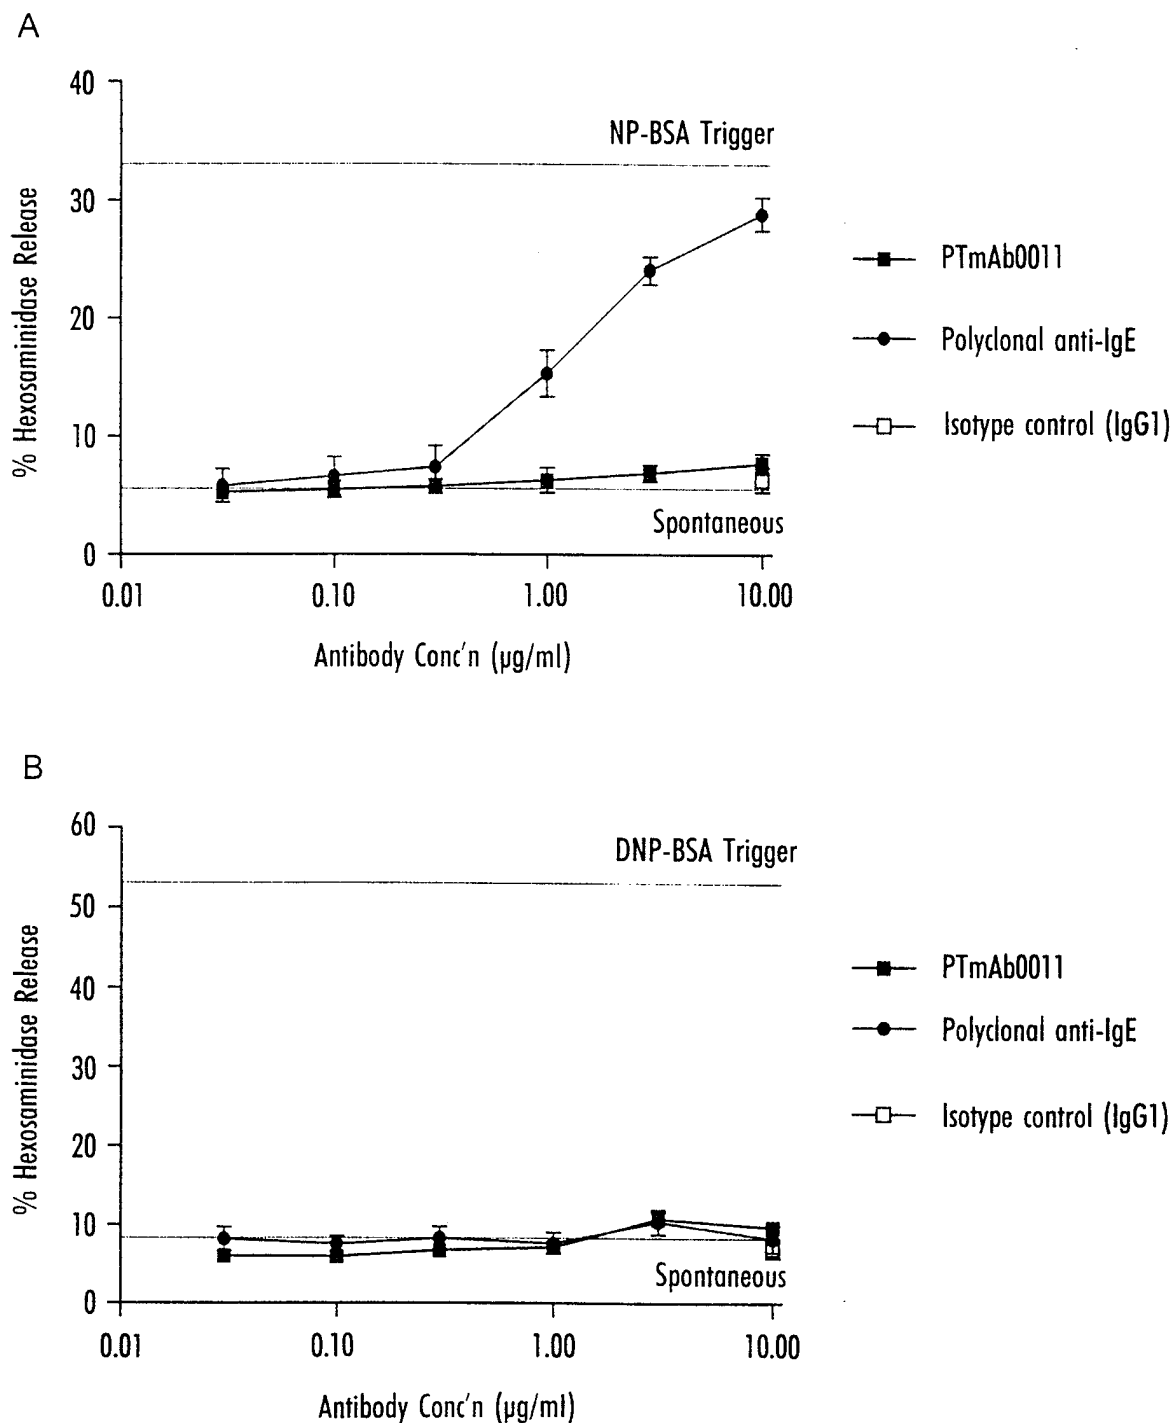 A
40
NP-BSA Trigger
30
% Hexosaminidase Release
PTmAb0011
20
Polyclonal anti-IgE
10
Isotype control (IgG1)
Spontaneous
0
0.01 0.10 1.00 10.00
Antibody Conc'n (µg/ml)
B
60
DNP-BSA Trigger
50
% Hexosaminidase Release
PTmAb0011
40
Polyclonal anti-IgE
30
Isotype control (IgG1)
20
10
Spontaneous
0
0.01 0.10 1.00 10.00
Antibody Conc'n (µg/ml)